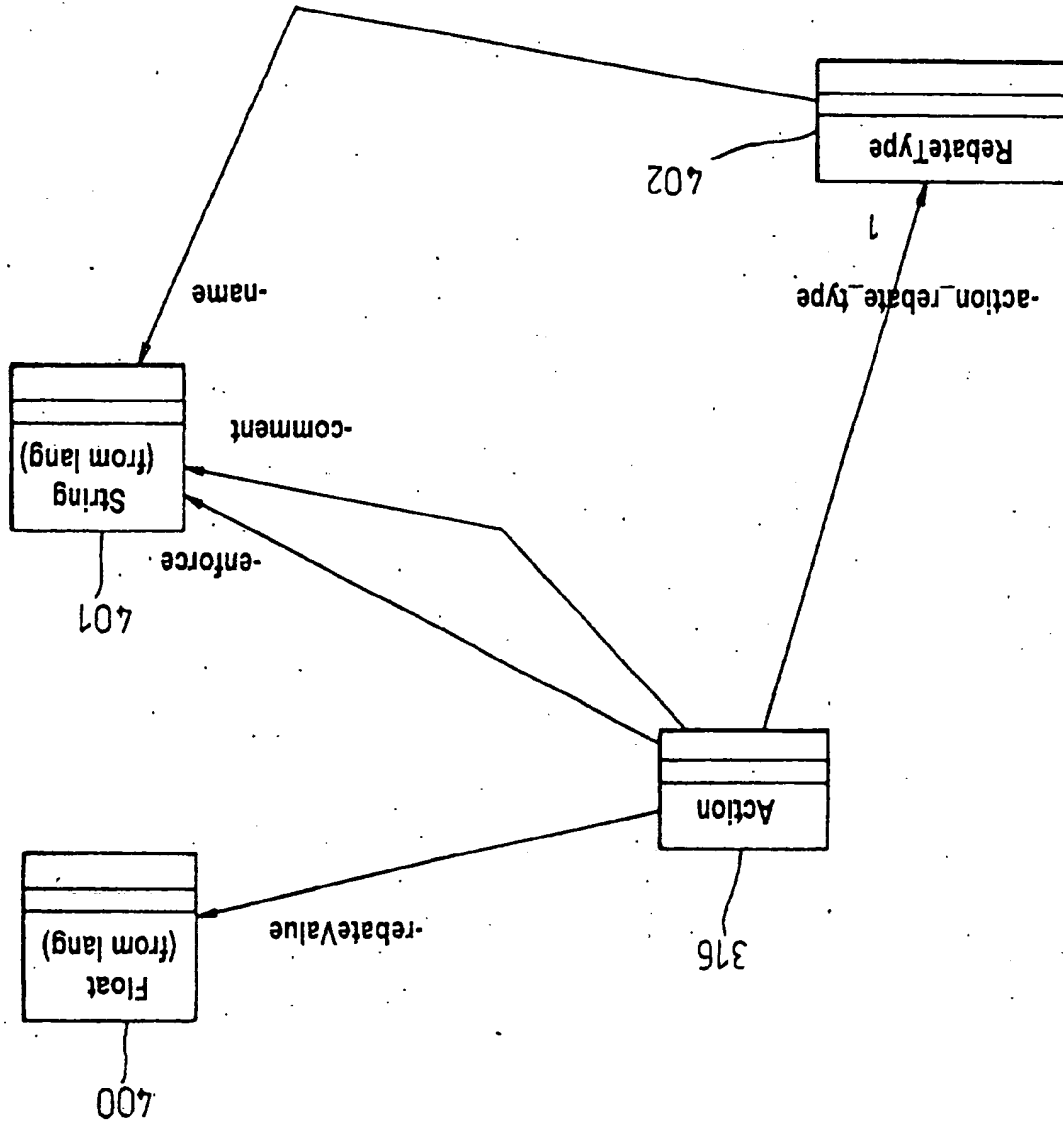 400
Float
(from lang)
316
-rebateValue
Action
401
-enforce
String
(from lang)
-comment
-action_rebate_type
-name
1
402
RebateType